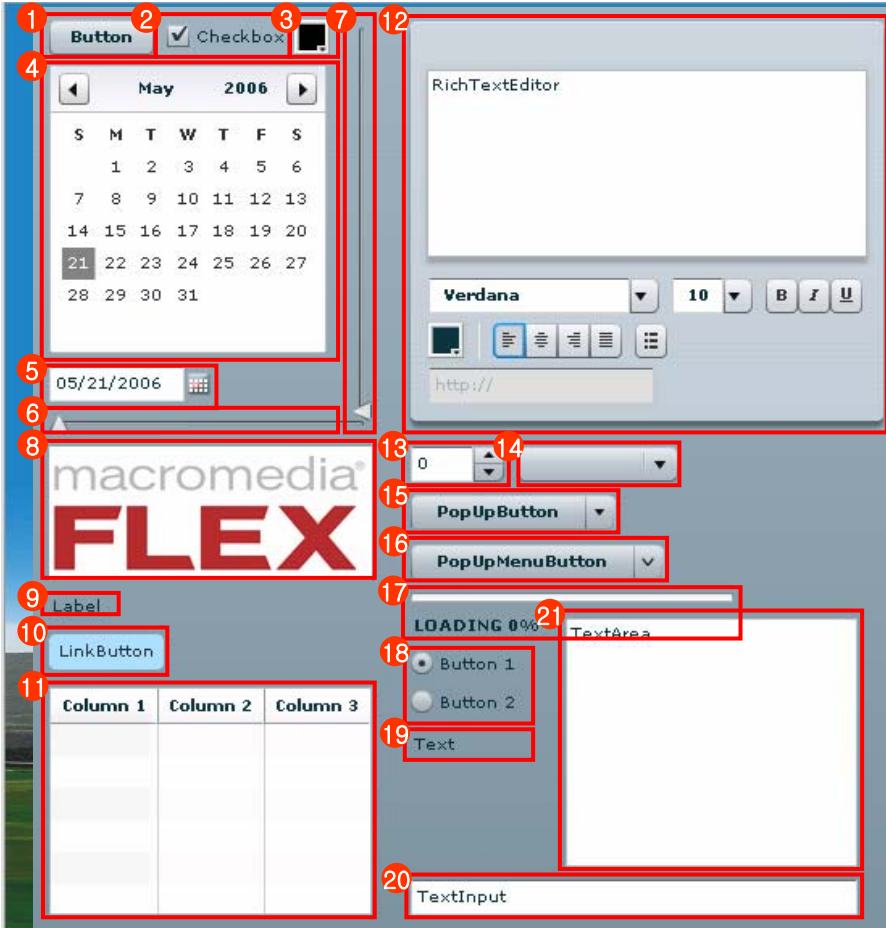 1 Button
2 Checkbox
3
7
4 May 2006
S M T W T F S
1 2 3 4 5 6
7 8 9 10 11 12 13
14 15 16 17 18 19 20
21 22 23 24 25 26 27
28 29 30 31
5 05/21/2006
6
8 macromedia®
FLEX
9 Label
10 LinkButton
11 Column 1 Column 2 Column 3
12 RichTextEditor
Verdana 10 B I U
http://
13 0
14
15 PopUpButton
16 PopUpMenuButton
17 LOADING 0%
18 Button 1
Button 2
19 Text
21 TextArea
20 TextInput